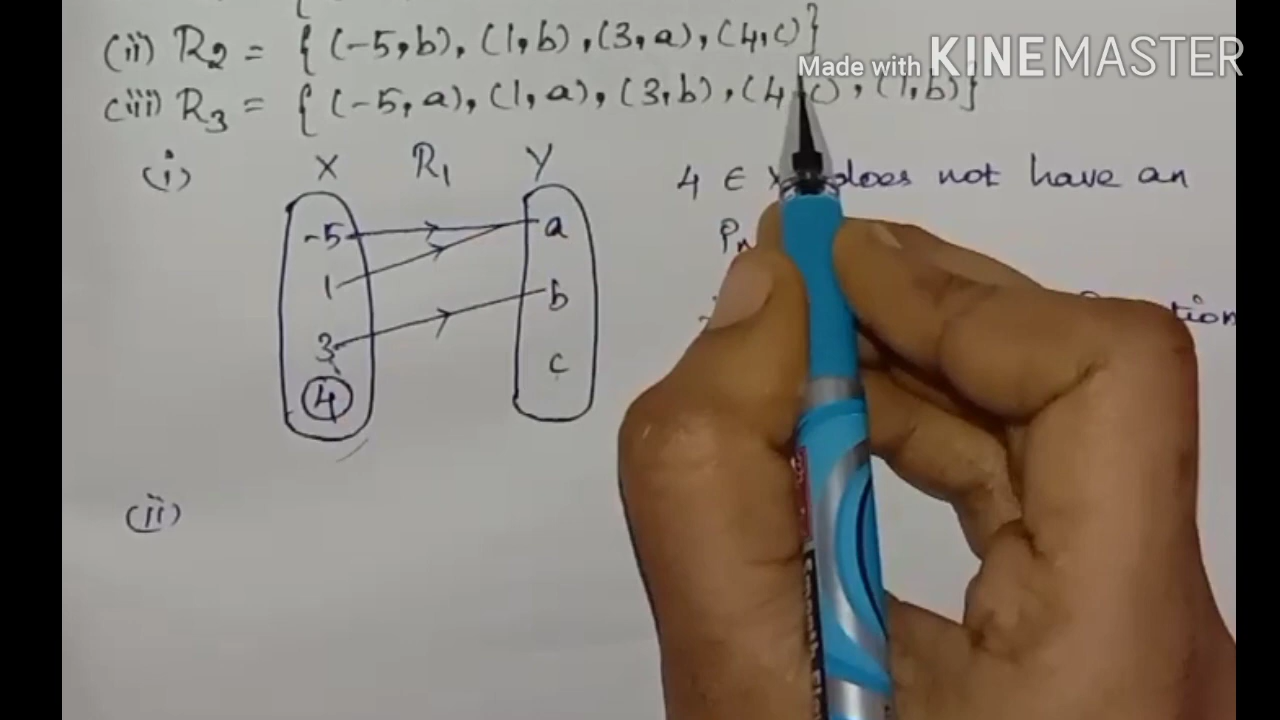 (ii) R2 = { (-5,b), (1,b), (3,a), (4,c)}
Made with KINEMASTER
(iii) R3 = { (-5,a), (1,a), (3,b), (4,c), (1,b)}
(i) X R1 Y
4 ∈ X does not have an
-5 a
1
b
3
c
4
(ii)